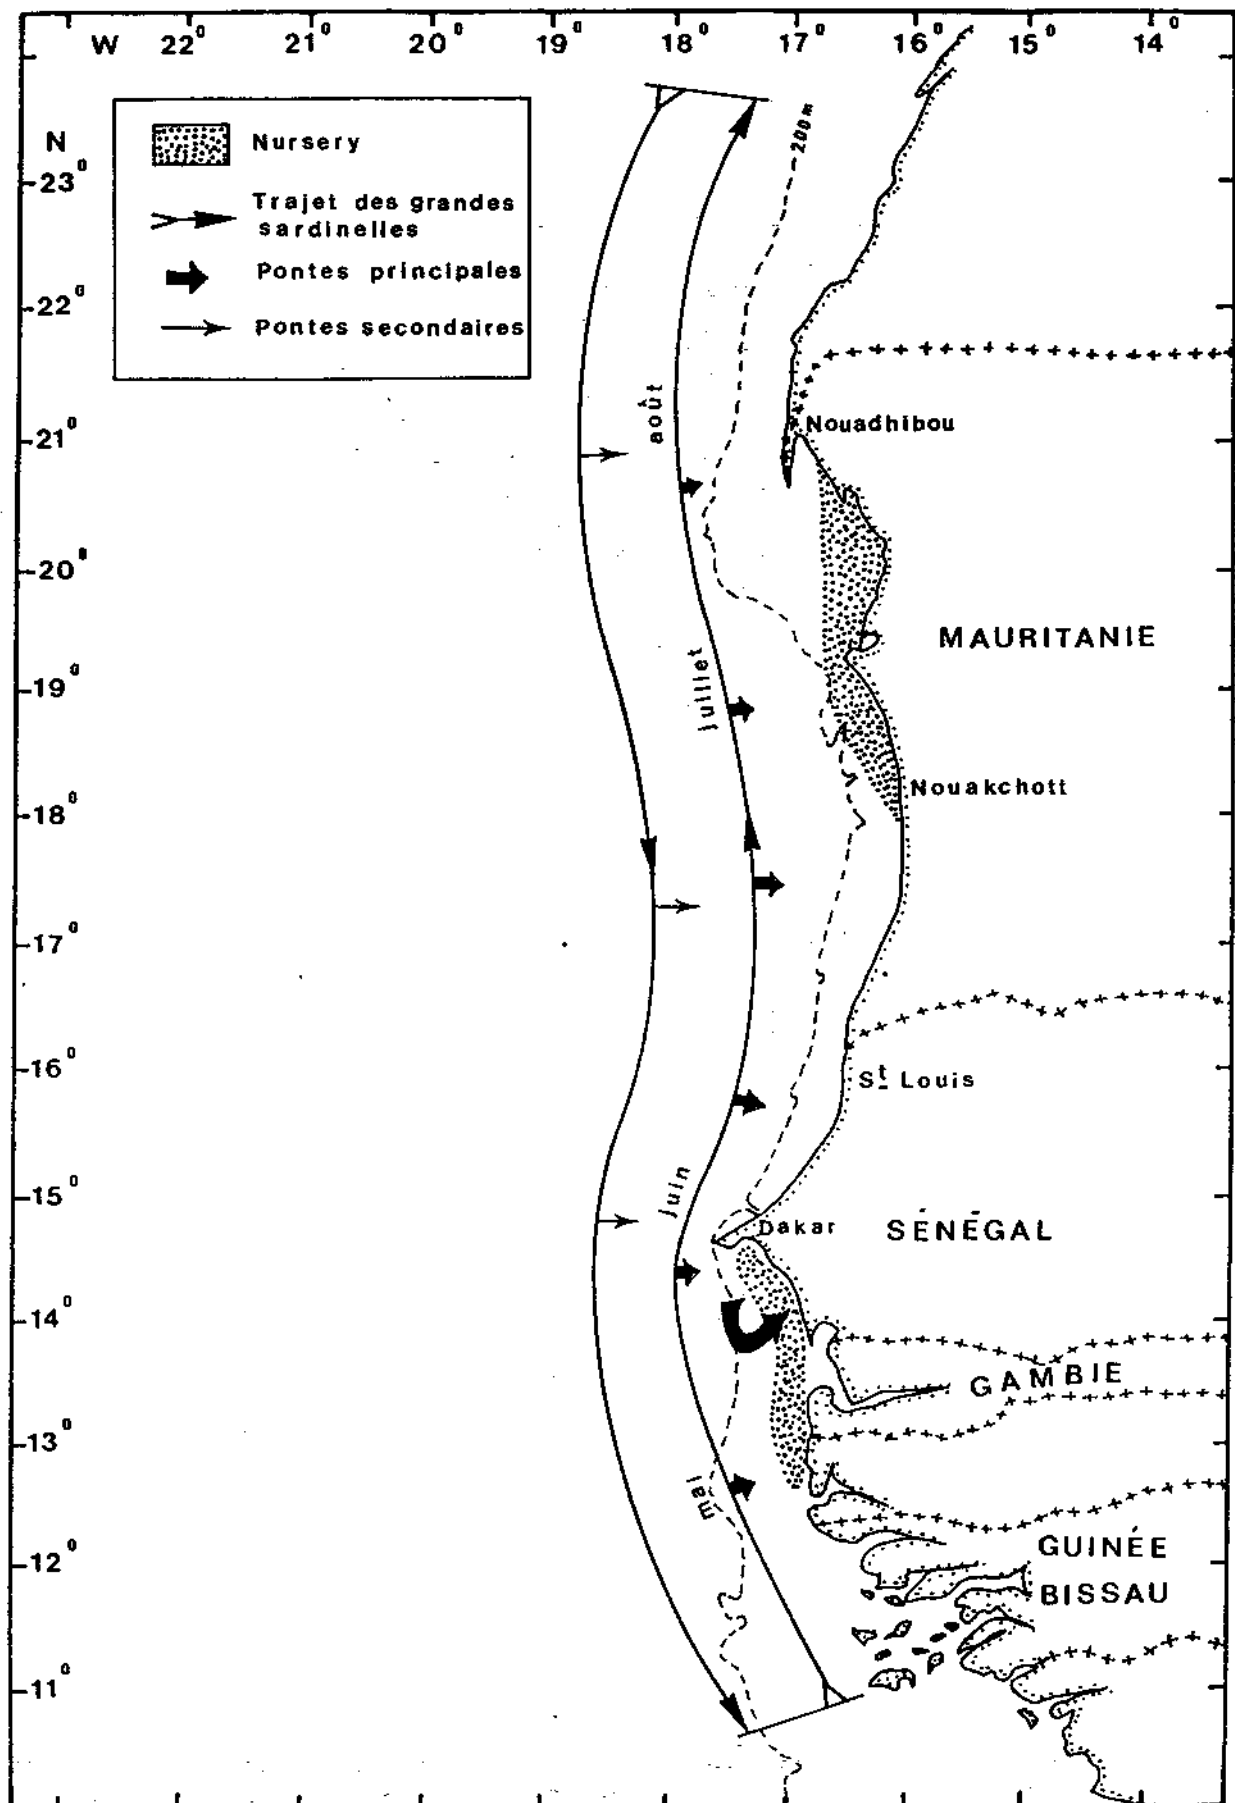 W 22° 21° 20° 19° 18° 17° 16° 15° 14°
N
23°
22°
21°
20°
19°
18°
17°
16°
15°
14°
13°
12°
11°
Nursery
Trajet des grandes
sardinelles
Pontes principales
Pontes secondaires
200 m
août
juillet
juin
mai
Nouadhibou
MAURITANIE
Nouakchott
St Louis
Dakar
SÉNÉGAL
GAMBIE
GUINÉE
BISSAU